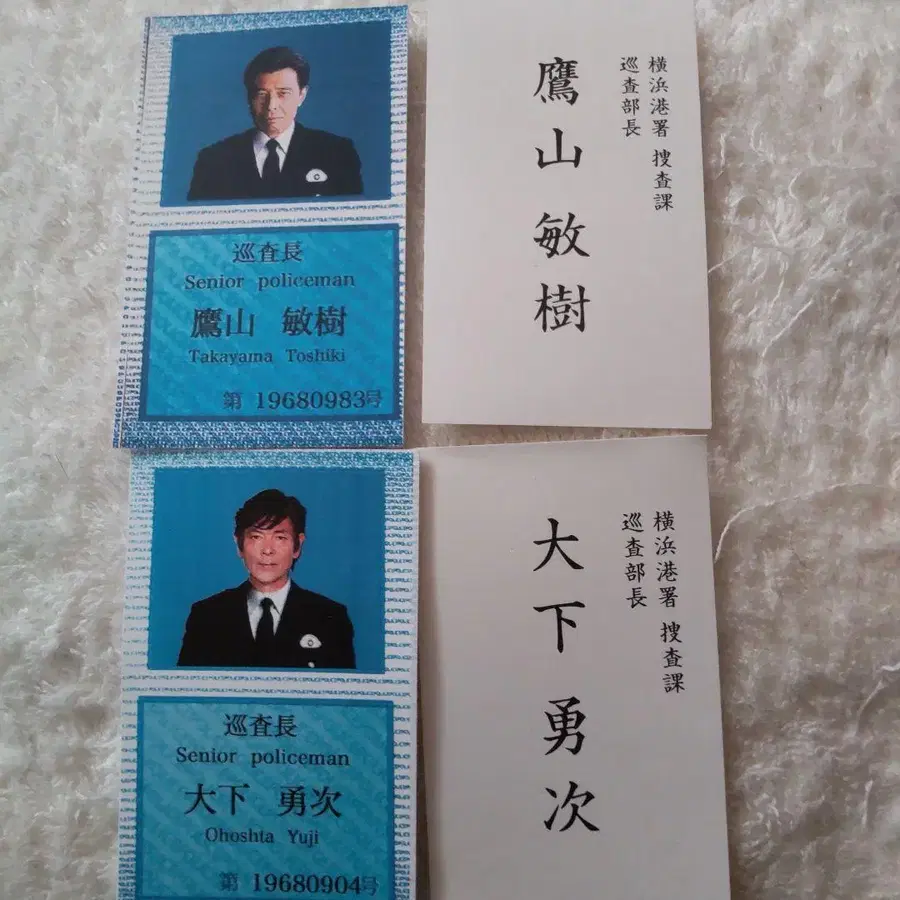 巡査長
Senior policeman
鷹山 敏樹
Takayama Toshiki
第 19680983号
横浜港署 捜査課
巡査部長
鷹山 敏樹
巡査長
Senior policeman
大下 勇次
Ohoshta Yuji
第 19680904号
横浜港署 捜査課
巡査部長
大下 勇次